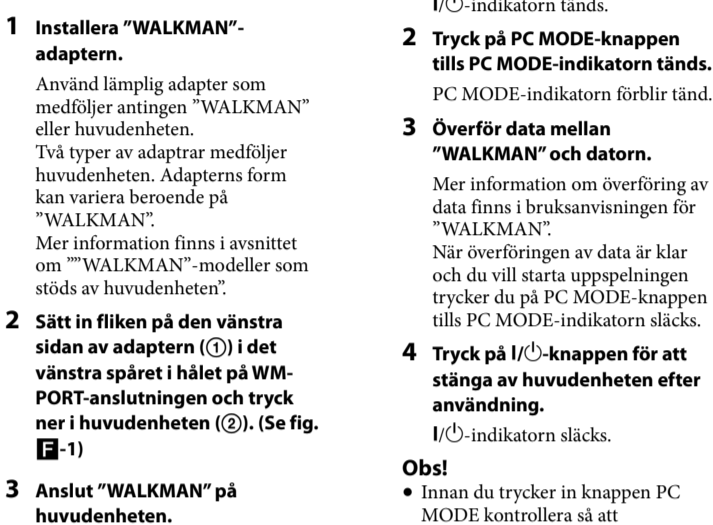 1 Installera ”WALKMAN”-
adaptern.
Använd lämplig adapter som
medföljer antingen ”WALKMAN”
eller huvudenheten.
Två typer av adaptrar medföljer
huvudenheten. Adapterns form
kan variera beroende på
”WALKMAN”.
Mer information finns i avsnittet
om ””WALKMAN”-modeller som
stöds av huvudenheten”.
2 Sätt in fliken på den vänstra
sidan av adaptern (①) i det
vänstra spåret i hålet på WM-
PORT-anslutningen och tryck
ner i huvudenheten (②). (Se fig.
F-1)
3 Anslut ”WALKMAN” på
huvudenheten.
I/⏻-indikatorn tänds.
2 Tryck på PC MODE-knappen
tills PC MODE-indikatorn tänds.
PC MODE-indikatorn förblir tänd.
3 Överför data mellan
”WALKMAN” och datorn.
Mer information om överföring av
data finns i bruksanvisningen för
”WALKMAN”.
När överföringen av data är klar
och du vill starta uppspelningen
trycker du på PC MODE-knappen
tills PC MODE-indikatorn släcks.
4 Tryck på I/⏻-knappen för att
stänga av huvudenheten efter
användning.
I/⏻-indikatorn släcks.
Obs!
• Innan du trycker in knappen PC
MODE kontrollera så att